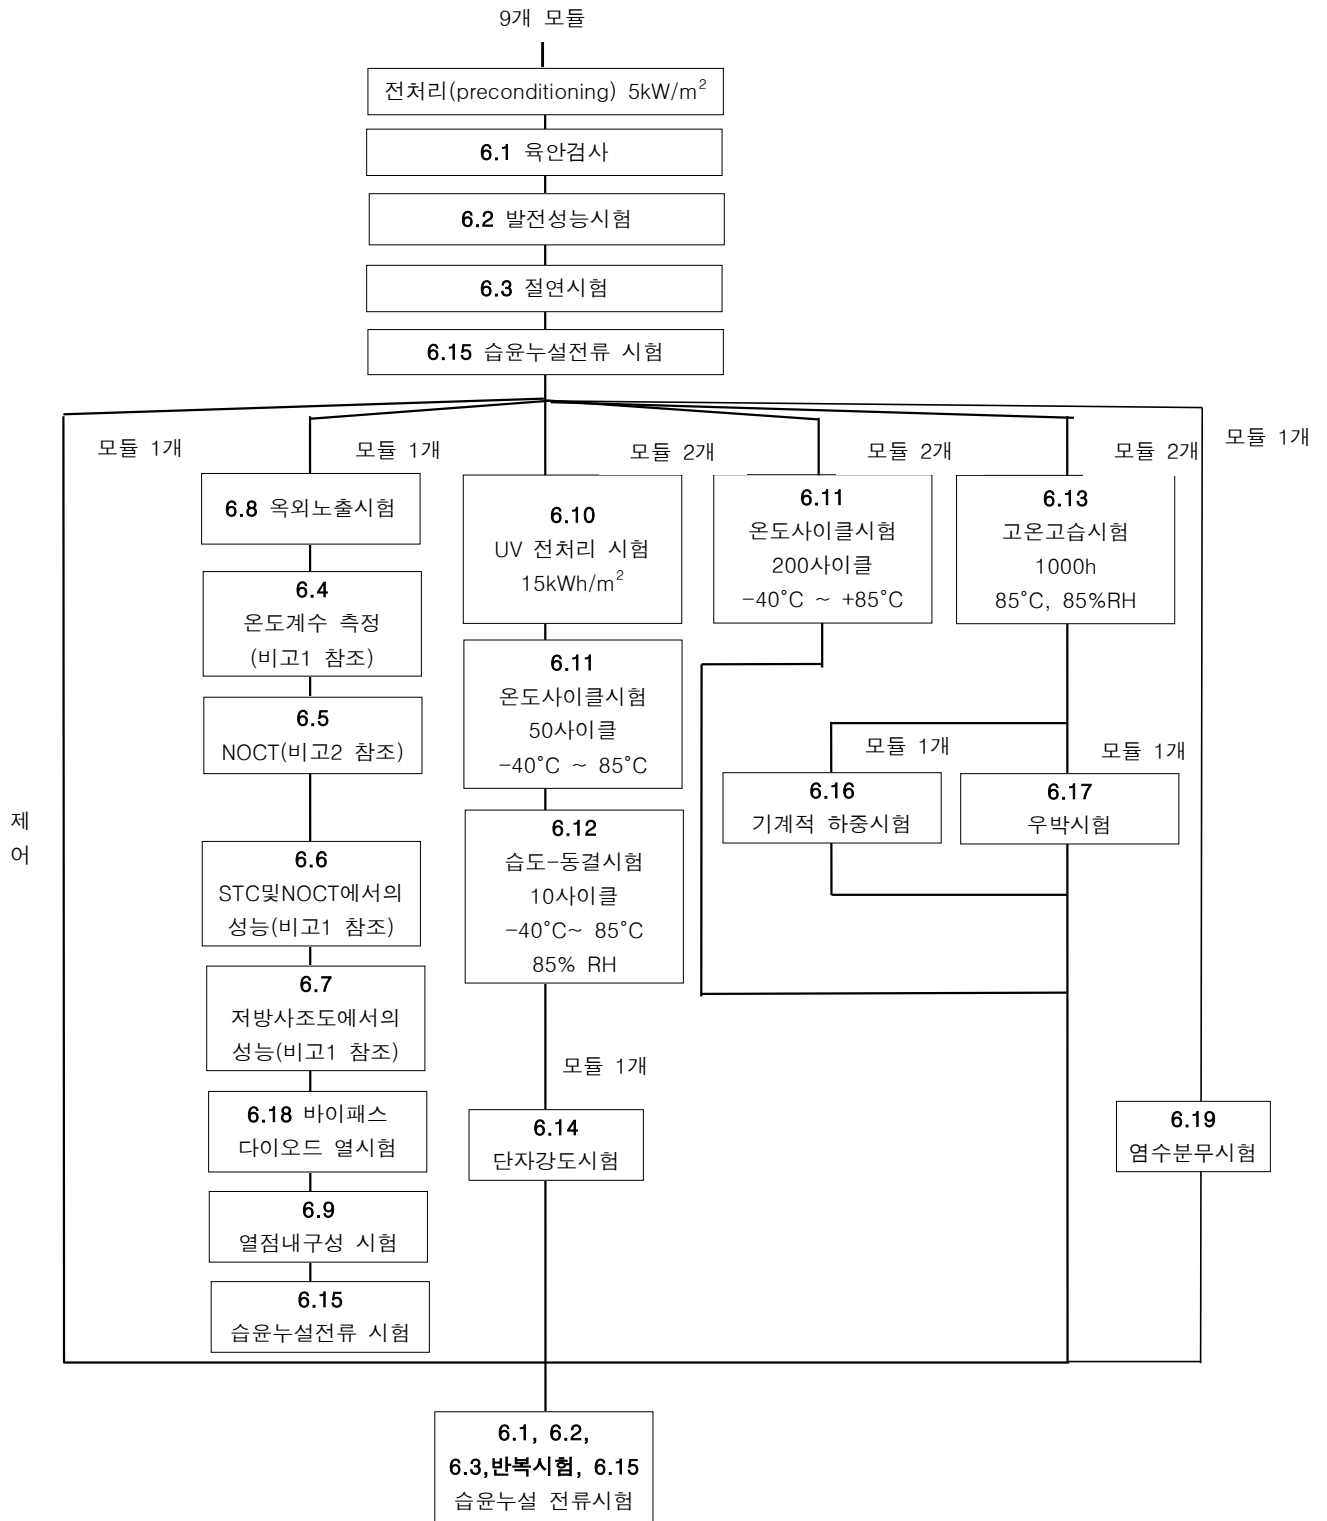 9개 모듈
전처리(preconditioning) 5kW/m²
6.1 육안검사
6.2 발전성능시험
6.3 절연시험
6.15 습윤누설전류 시험
모듈 1개
모듈 1개
모듈 2개
모듈 2개
모듈 2개
모듈 1개
제
어
6.8 옥외노출시험
6.4
온도계수 측정
(비고1 참조)
6.5
NOCT(비고2 참조)
6.6
STC및NOCT에서의
성능(비고1 참조)
6.7
저방사조도에서의
성능(비고1 참조)
6.18 바이패스
다이오드 열시험
6.9
열점내구성 시험
6.15
습윤누설전류 시험
6.10
UV 전처리 시험
15kWh/m²
6.11
온도사이클시험
50사이클
-40°C ~ 85°C
6.12
습도-동결시험
10사이클
-40°C~ 85°C
85% RH
모듈 1개
6.14
단자강도시험
6.11
온도사이클시험
200사이클
-40°C ~ +85°C
6.13
고온고습시험
1000h
85°C, 85%RH
모듈 1개
6.16
기계적 하중시험
모듈 1개
6.17
우박시험
6.19
염수분무시험
6.1, 6.2,
6.3,반복시험, 6.15
습윤누설 전류시험